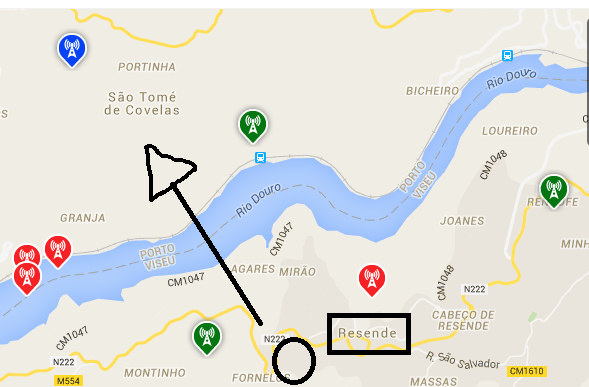 PORTINHA
São Tomé
de Covelas
BICHEIRO
Rio Douro
LOUREIRO
CM1048
PORTO
VISEU
Rio Douro
GRANJA
PORTO
VISEU
CM1047
JOANES
CM1047
AGARES
MIRÃO
CM1048
N222
CABEÇO DE
RESENDE
CM1047
N222
Resende
N222
R. São Salvador
M554
MONTINHO
FORNELOS
MASSAS
CM1610